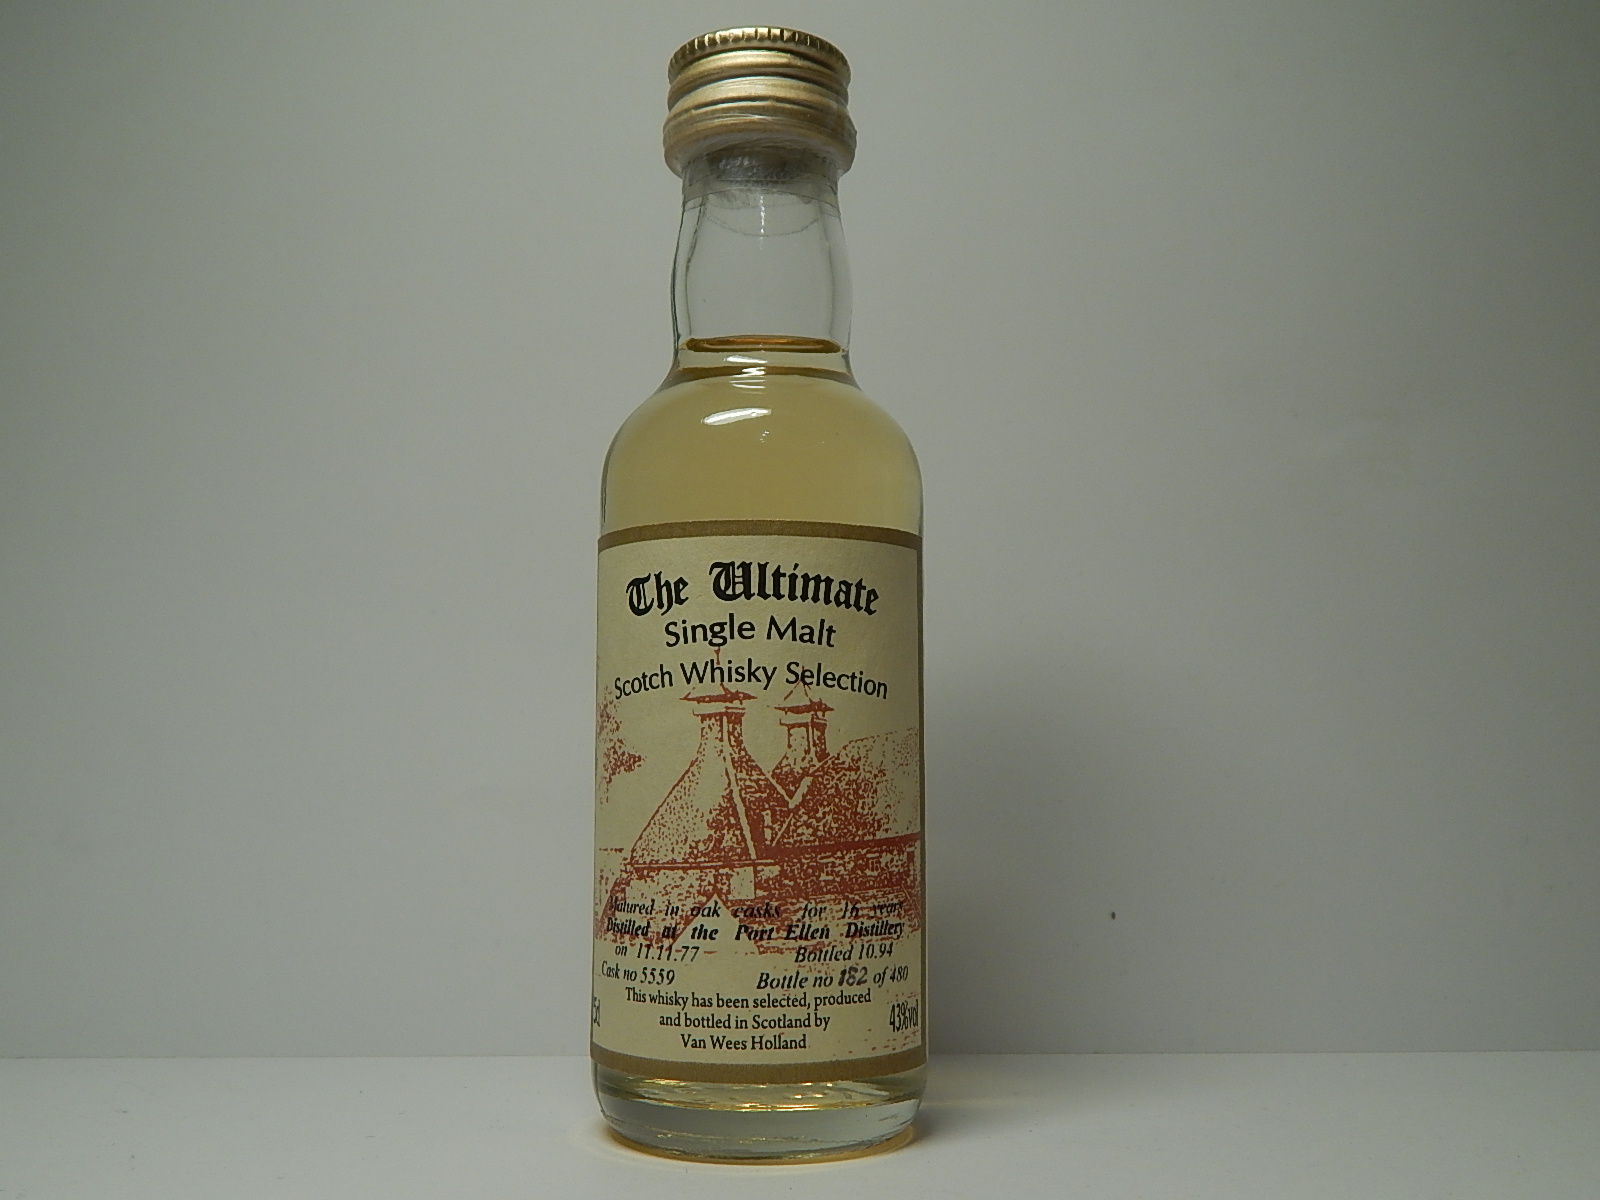 The Ultimate
Single Malt
Scotch Whisky Selection
Matured in oak casks for 16 years
Distilled at the Port Ellen Distillery
on 11.11.77 Bottled 10.94
Cask no 5559 Bottle no 182 of 480
This whisky has been selected, produced
and bottled in Scotland by
Van Wees Holland
5cl 43%vol